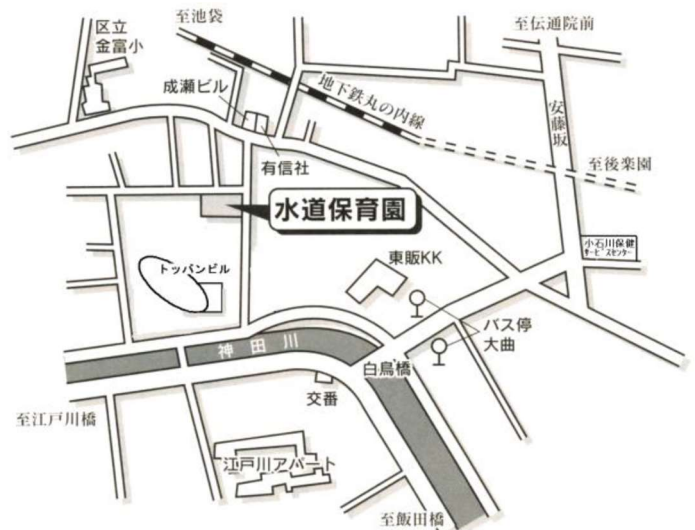 至池袋
区立
金富小
至伝通院前
成瀬ビル
地下鉄丸の内線
安藤坂
至後楽園
有信社
水道保育園
小石川保健
サービスセンター
トッパンビル
東販KK
バス停
大曲
神田川
白鳥橋
交番
至江戸川橋
江戸川アパート
至飯田橋